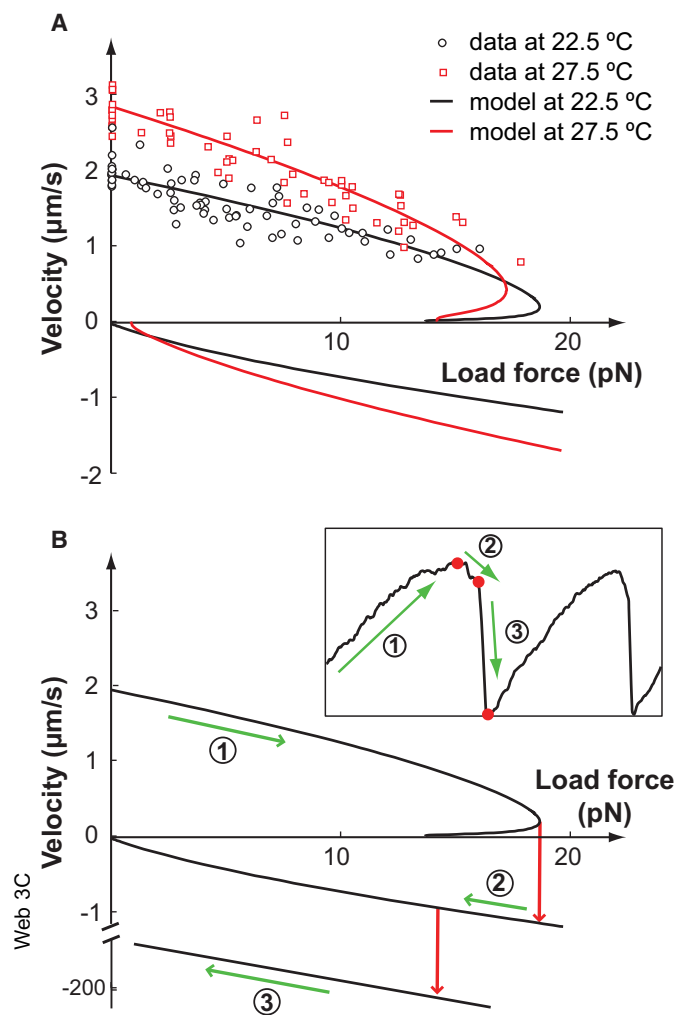 A
data at 22.5 ºC
data at 27.5 ºC
model at 22.5 ºC
model at 27.5 ºC
Velocity (µm/s)
3
2
1
0
-1
-2
10
20
Load force (pN)
B
Velocity (µm/s)
3
2
1
0
-1
-200
10
20
Load force
(pN)
①
②
③
①
②
③
Web 3C